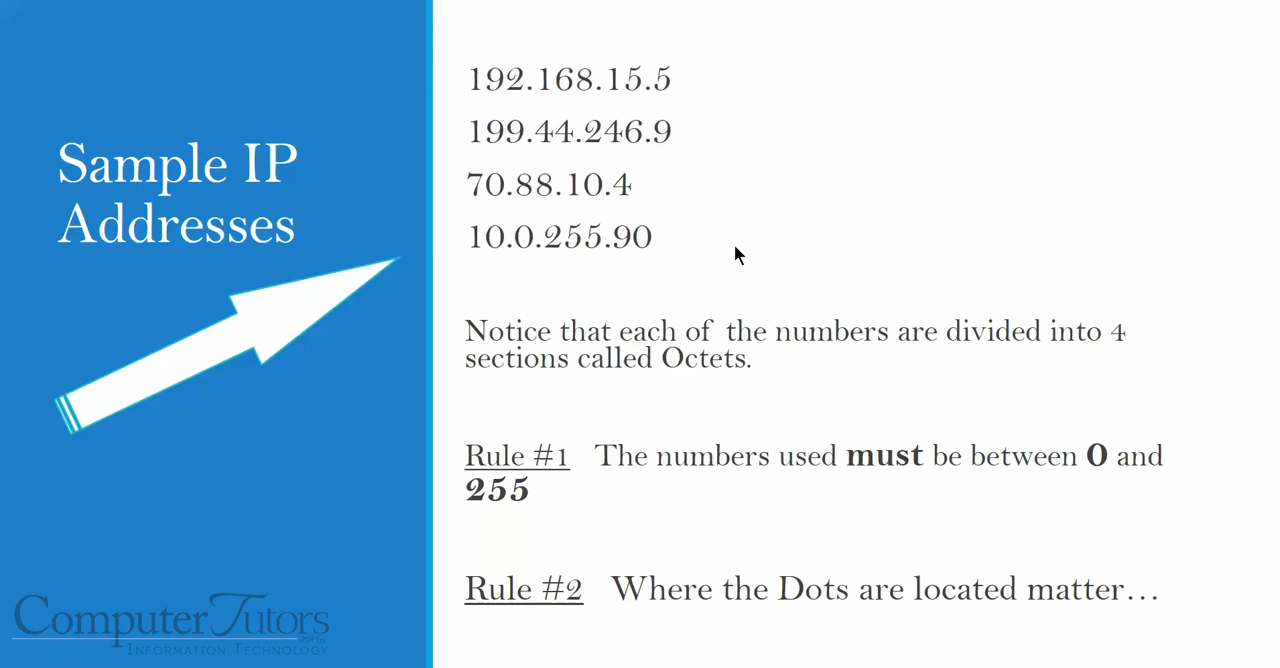 Sample IP
Addresses
192.168.15.5
199.44.246.9
70.88.10.4
10.0.255.90
Notice that each of the numbers are divided into 4
sections called Octets.
Rule #1 The numbers used must be between 0 and
255
Rule #2 Where the Dots are located matter...
Computer Tutors
INFORMATION TECHNOLOGY